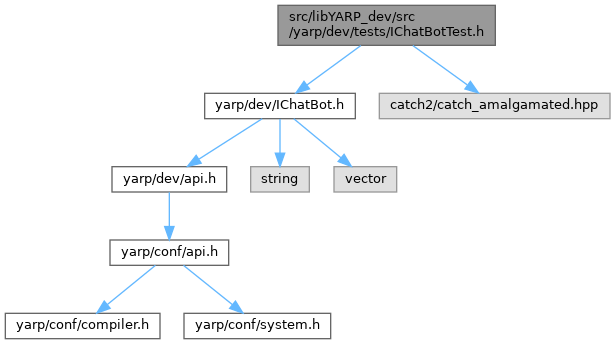 src/libYARP_dev/src
/yarp/dev/tests/IChatBotTest.h
yarp/dev/IChatBot.h
catch2/catch_amalgamated.hpp
yarp/dev/api.h
string
vector
yarp/conf/api.h
yarp/conf/compiler.h
yarp/conf/system.h